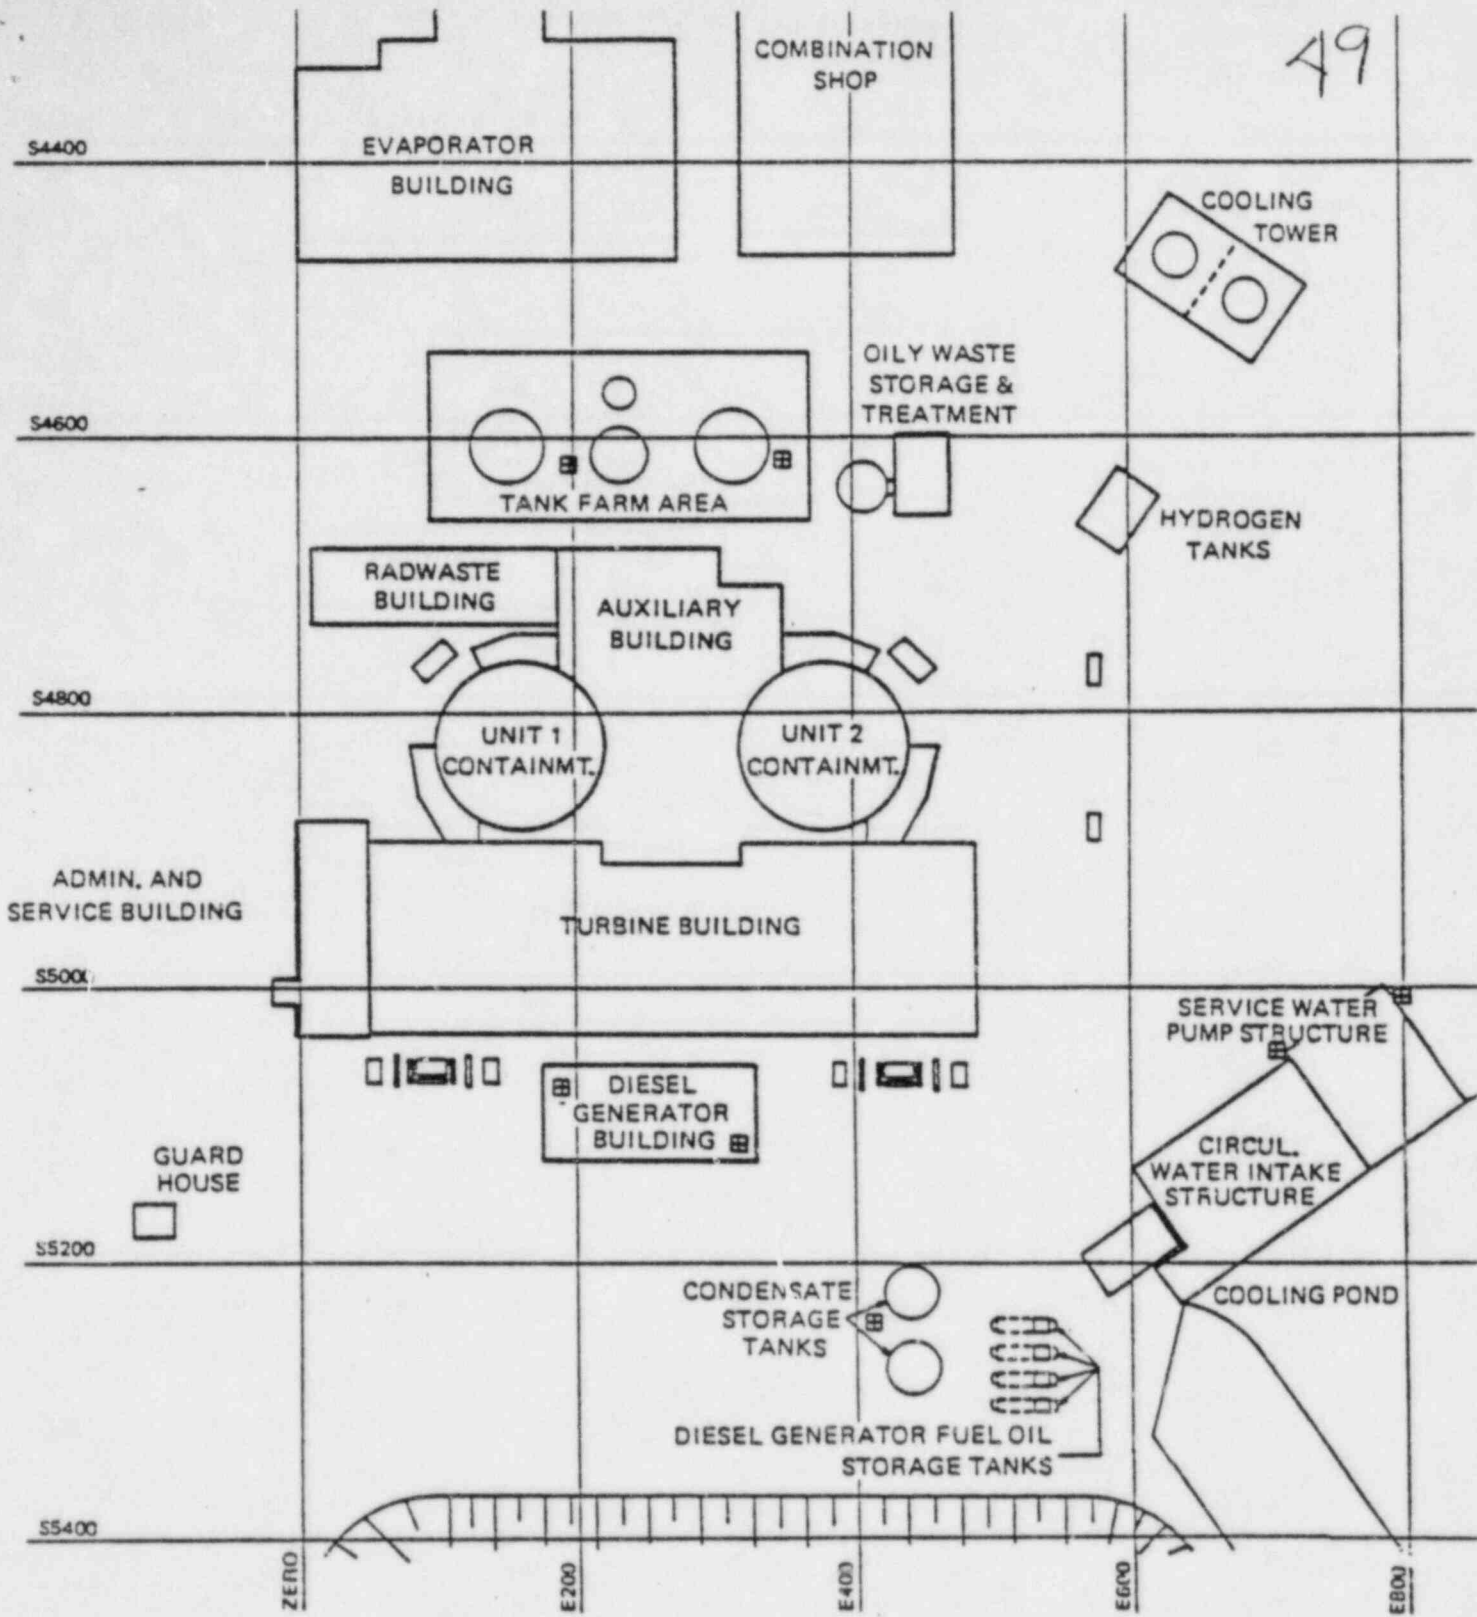 COMBINATION
SHOP
49
S4400
EVAPORATOR
BUILDING
COOLING
TOWER
OILY WASTE
STORAGE &
TREATMENT
S4600
TANK FARM AREA
HYDROGEN
TANKS
RADWASTE
BUILDING
AUXILIARY
BUILDING
S4800
UNIT 1
CONTAINMT.
UNIT 2
CONTAINMT.
ADMIN. AND
SERVICE BUILDING
TURBINE BUILDING
S5000
SERVICE WATER
PUMP STRUCTURE
DIESEL
GENERATOR
BUILDING
GUARD
HOUSE
CIRCUL.
WATER INTAKE
STRUCTURE
S5200
CONDENSATE
STORAGE
TANKS
COOLING POND
DIESEL GENERATOR FUEL OIL
STORAGE TANKS
S5400
ZERO
E200
E400
E600
E800